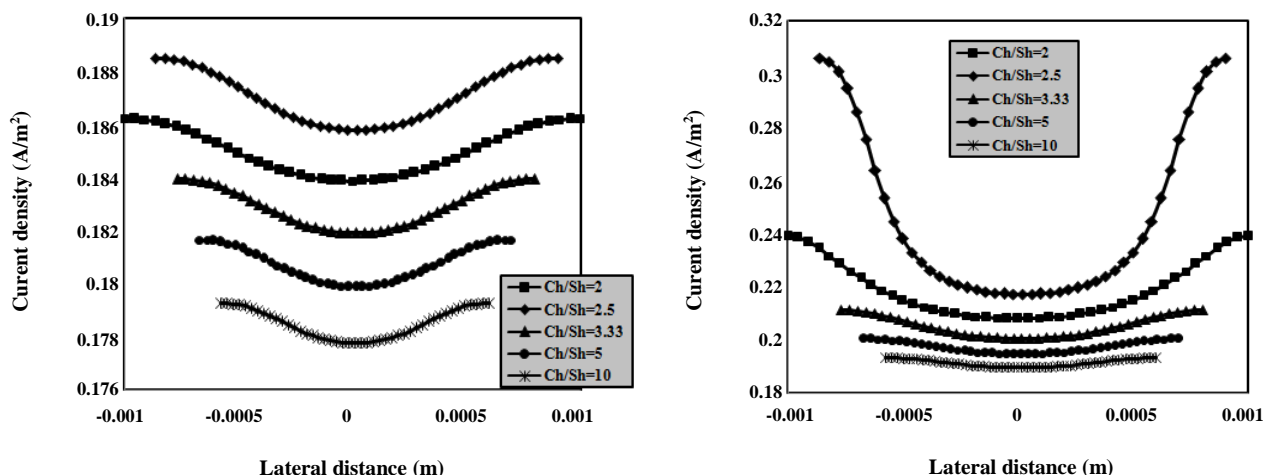 0.19
0.188
0.186
0.184
0.182
0.18
0.178
0.176
Curent density (A/m²)
Ch/Sh=2
Ch/Sh=2.5
Ch/Sh=3.33
Ch/Sh=5
Ch/Sh=10
-0.001 -0.0005 0 0.0005 0.001
Lateral distance (m)
0.32
0.3
0.28
0.26
0.24
0.22
0.2
0.18
Curent density (A/m²)
Ch/Sh=2
Ch/Sh=2.5
Ch/Sh=3.33
Ch/Sh=5
Ch/Sh=10
-0.001 -0.0005 0 0.0005 0.001
Lateral distance (m)